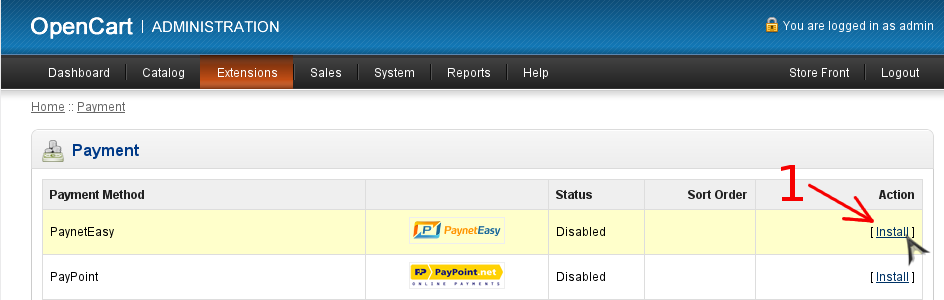 OpenCart | ADMINISTRATION
You are logged in as admin
Dashboard Catalog Extensions Sales System Reports Help Store Front Logout
Home :: Payment
Payment
Payment Method Status Sort Order Action
1
PaynetEasy P PaynetEasy Disabled [ Install ]
PayPoint PP PayPoint.net ONLINE PAYMENTS Disabled [ Install ]